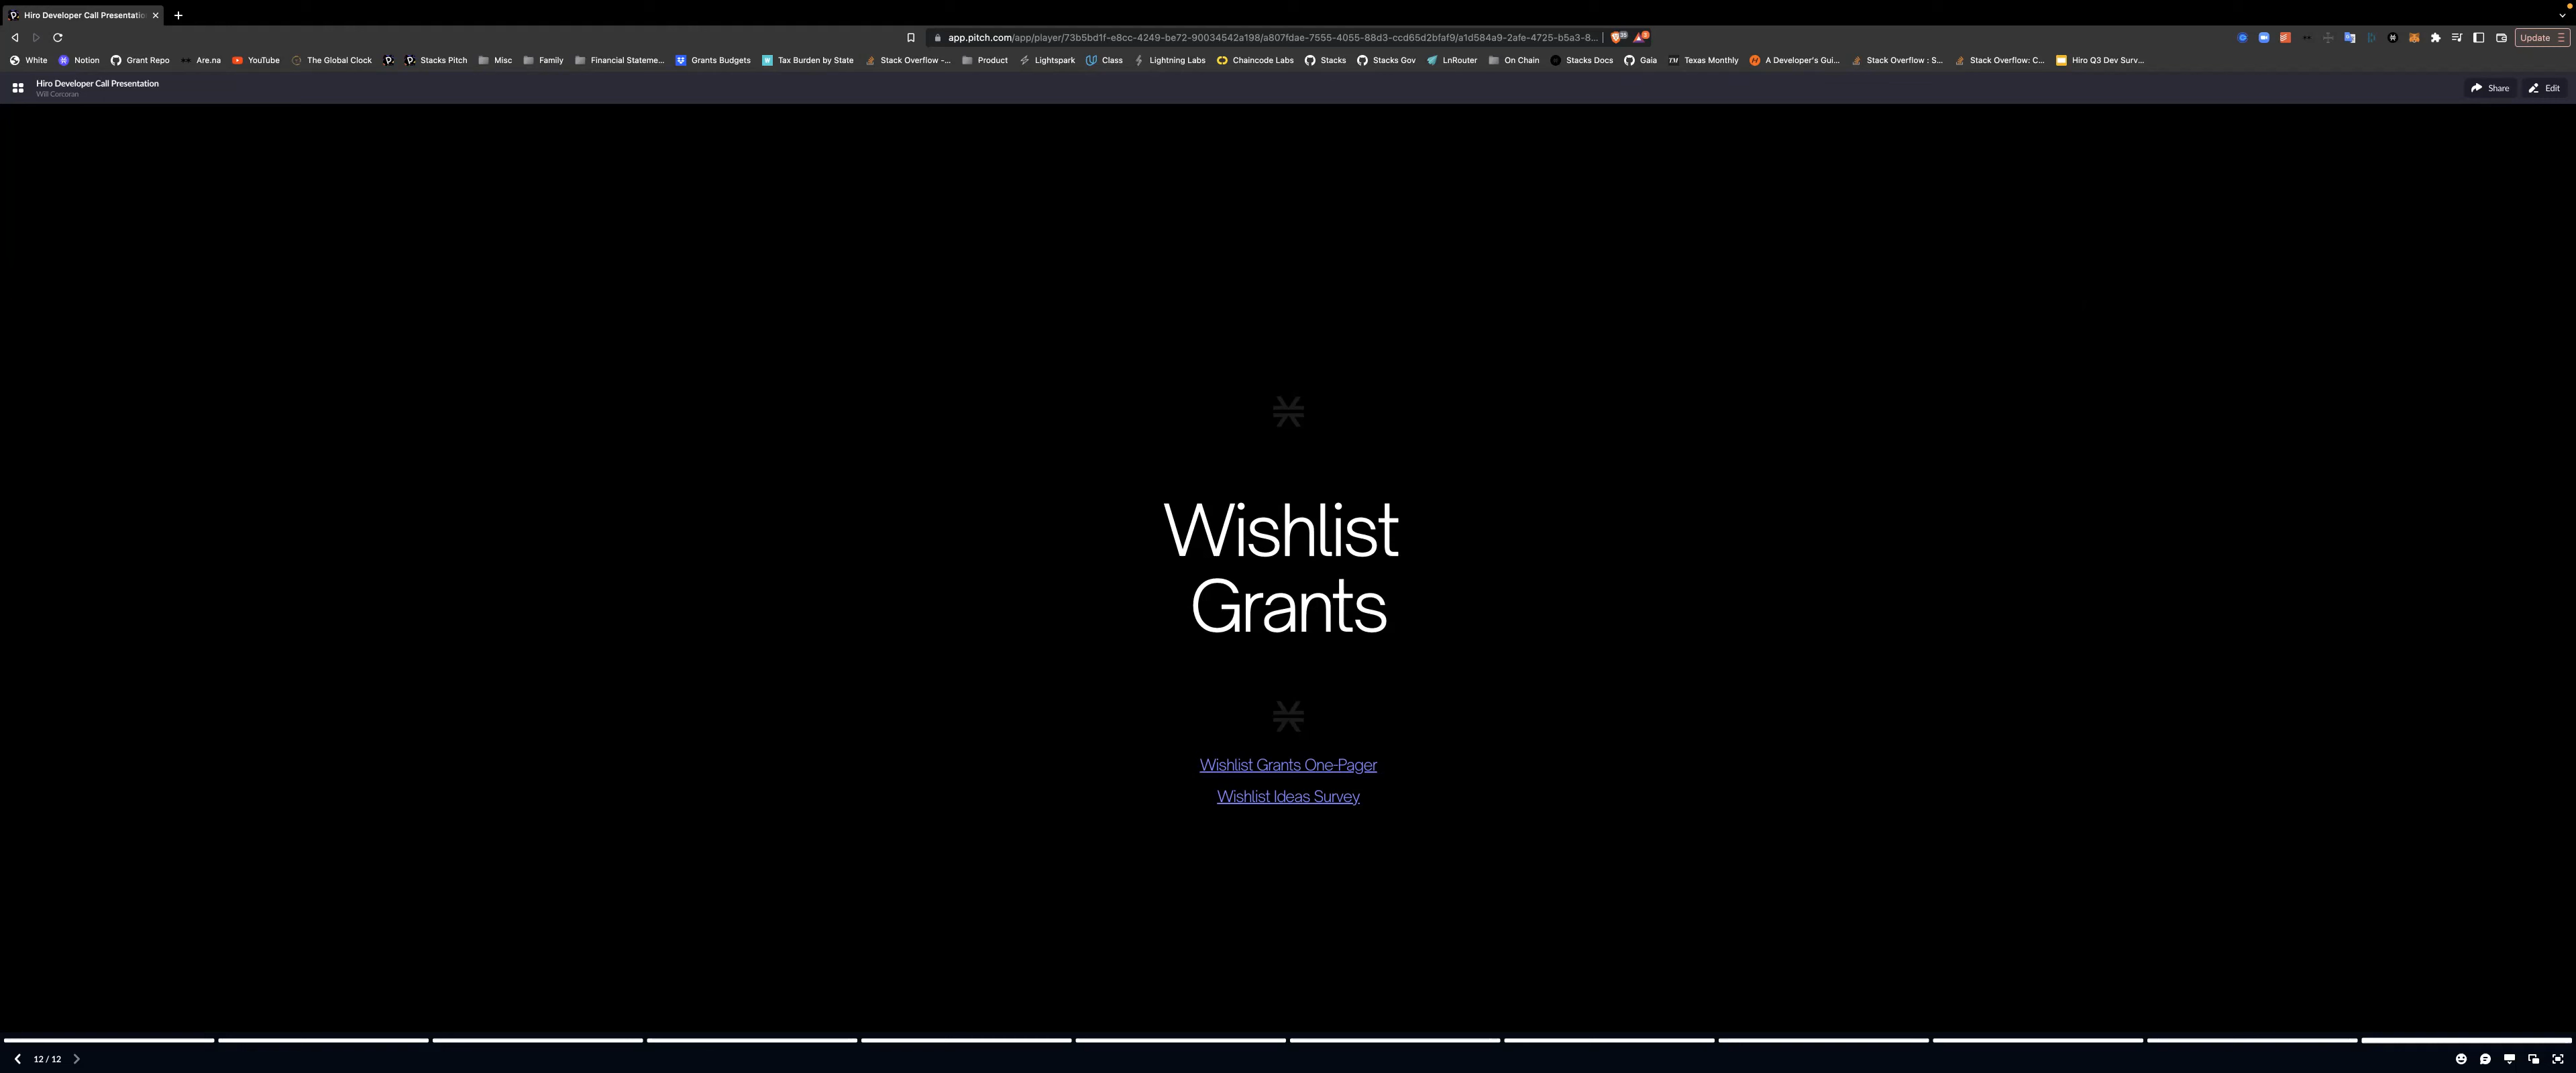 Hiro Developer Call Presentatio
app.pitch.com/app/player/73b5bd1f-e8cc-4249-be72-90034542a198/a807fdae-7555-4055-88d3-ccd65d2bfaf9/a1d584a9-2afe-4725-b5a3-8...
Update
White Notion Grant Repo Are.na YouTube The Global Clock Stacks Pitch Misc Family Financial Stateme... Grants Budgets Tax Burden by State Stack Overflow -... Product Lightspark Class Lightning Labs Chaincode Labs Stacks Stacks Gov LnRouter On Chain Stacks Docs Gaia Texas Monthly A Developer's Gui... Stack Overflow : S... Stack Overflow: C... Hiro Q3 Dev Surv...
Hiro Developer Call Presentation
Will Corcoran
Share Edit
Wishlist
Grants
Wishlist Grants One-Pager
Wishlist Ideas Survey
12 / 12